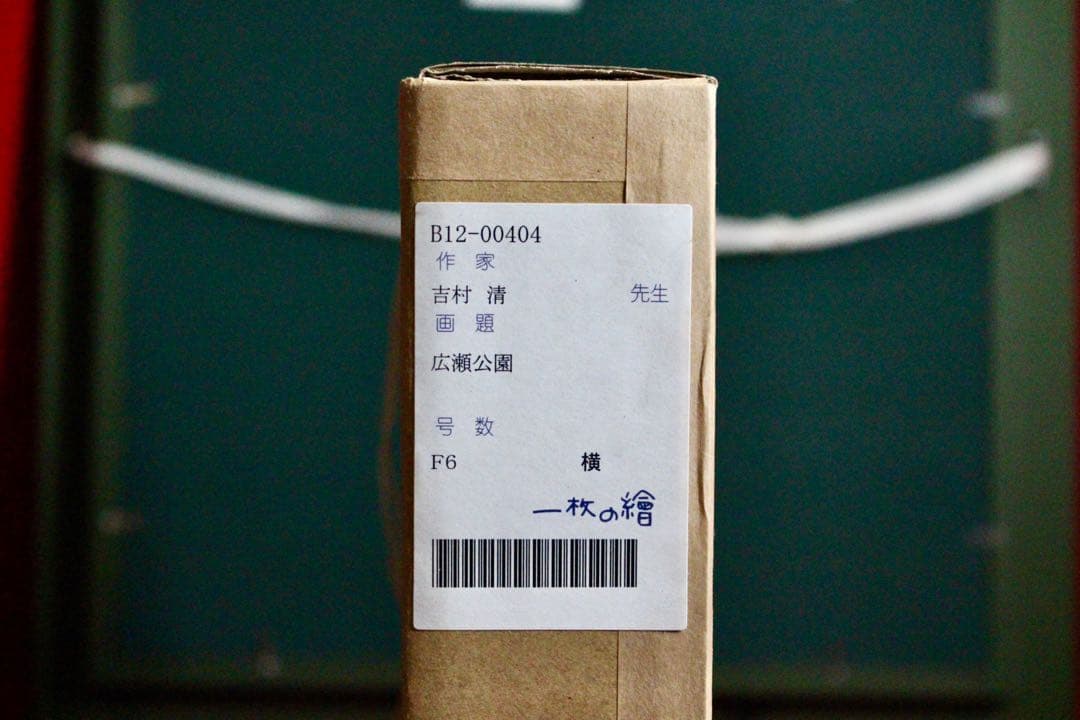 B12-00404
作 家
吉村 清 先生
画 題
広瀬公園
号 数
F6 横
一枚の繪